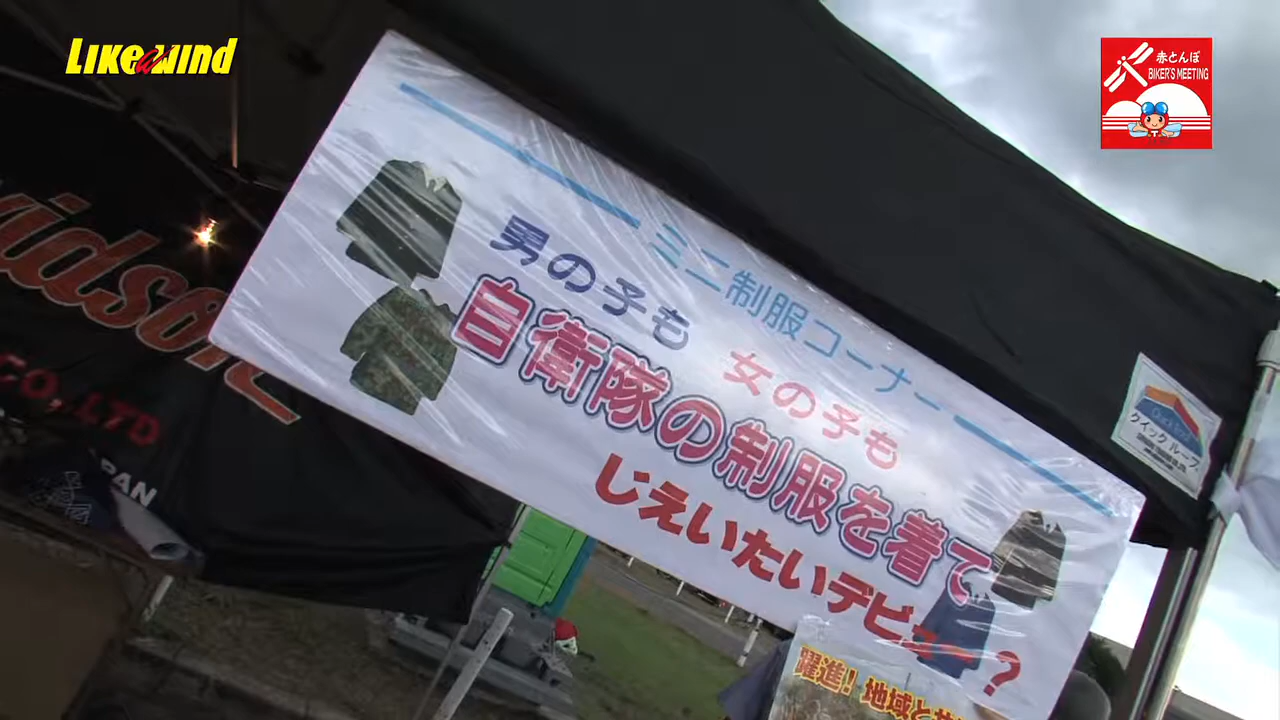 LIKE a WIND
赤とんぼ
BIKER'S MEETING
ミニ制服コーナー
男の子も 女の子も
自衛隊の制服を着て
じえいたいデビュー?
躍進!地域と
クイックルーフ
vidson
CO., LTD
PAN